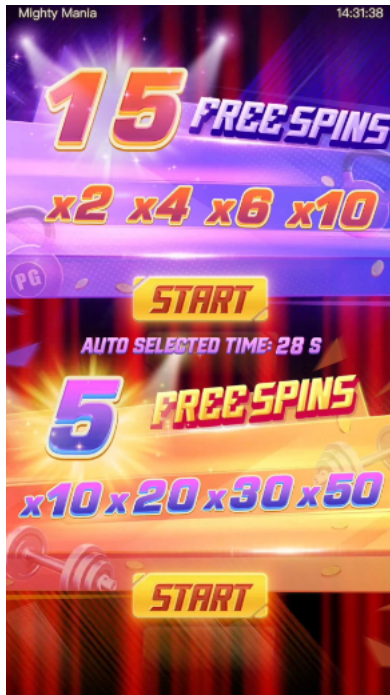 Mighty Mania 14:31:38
15 FREE SPINS
x2 x4 x6 x10
PG
START
AUTO SELECTED TIME: 28 S
5 FREE SPINS
x10 x20 x30 x50
START